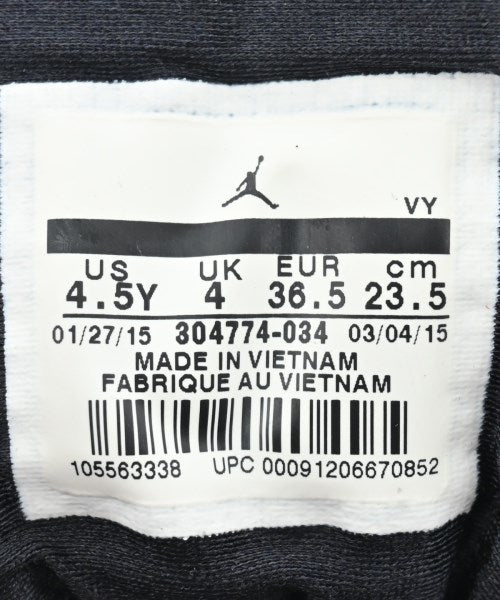 VY
US UK EUR cm
4.5Y 4 36.5 23.5
01/27/15 304774-034 03/04/15
MADE IN VIETNAM
FABRIQUE AU VIETNAM
105563338 UPC 00091206670852